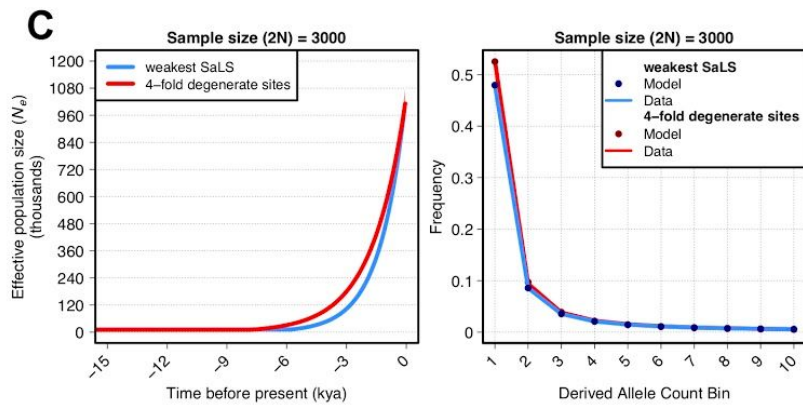 C
Sample size (2N) = 3000
weakest SaLS
4−fold degenerate sites
Effective population size (Ne)
(thousands)
1200
1080
960
840
720
600
480
360
240
120
0
−15
−12
−9
−6
−3
0
Time before present (kya)
Sample size (2N) = 3000
weakest SaLS
Model
Data
4−fold degenerate sites
Model
Data
Frequency
0.5
0.4
0.3
0.2
0.1
0
1
2
3
4
5
6
7
8
9
10
Derived Allele Count Bin